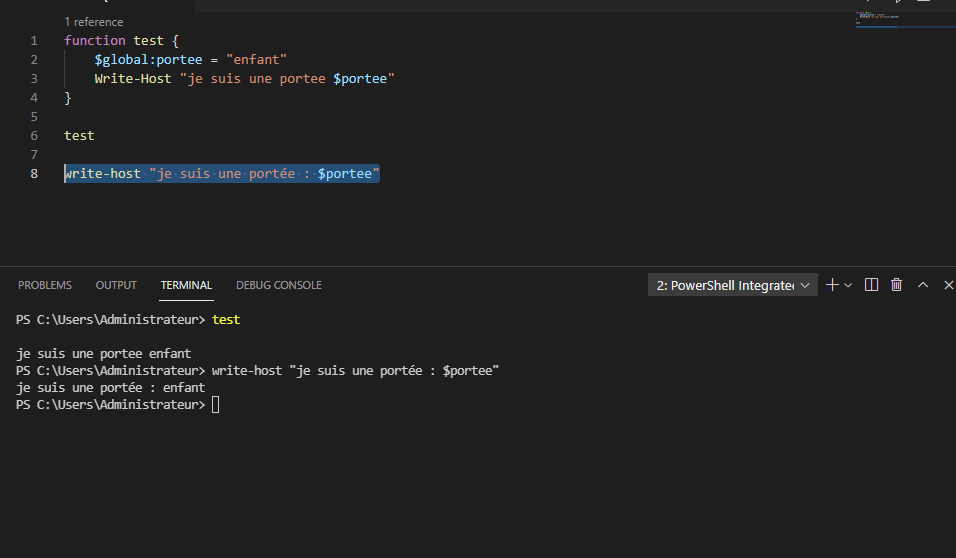 1 reference
1 function test {
2 $global:portee = "enfant"
3 Write-Host "je suis une portee $portee"
4 }
5
6 test
7
8 write-host "je suis une portée : $portee"
PROBLEMS OUTPUT TERMINAL DEBUG CONSOLE 2: PowerShell Integrated
PS C:\Users\Administrateur> test
je suis une portee enfant
PS C:\Users\Administrateur> write-host "je suis une portée : $portee"
je suis une portée : enfant
PS C:\Users\Administrateur>